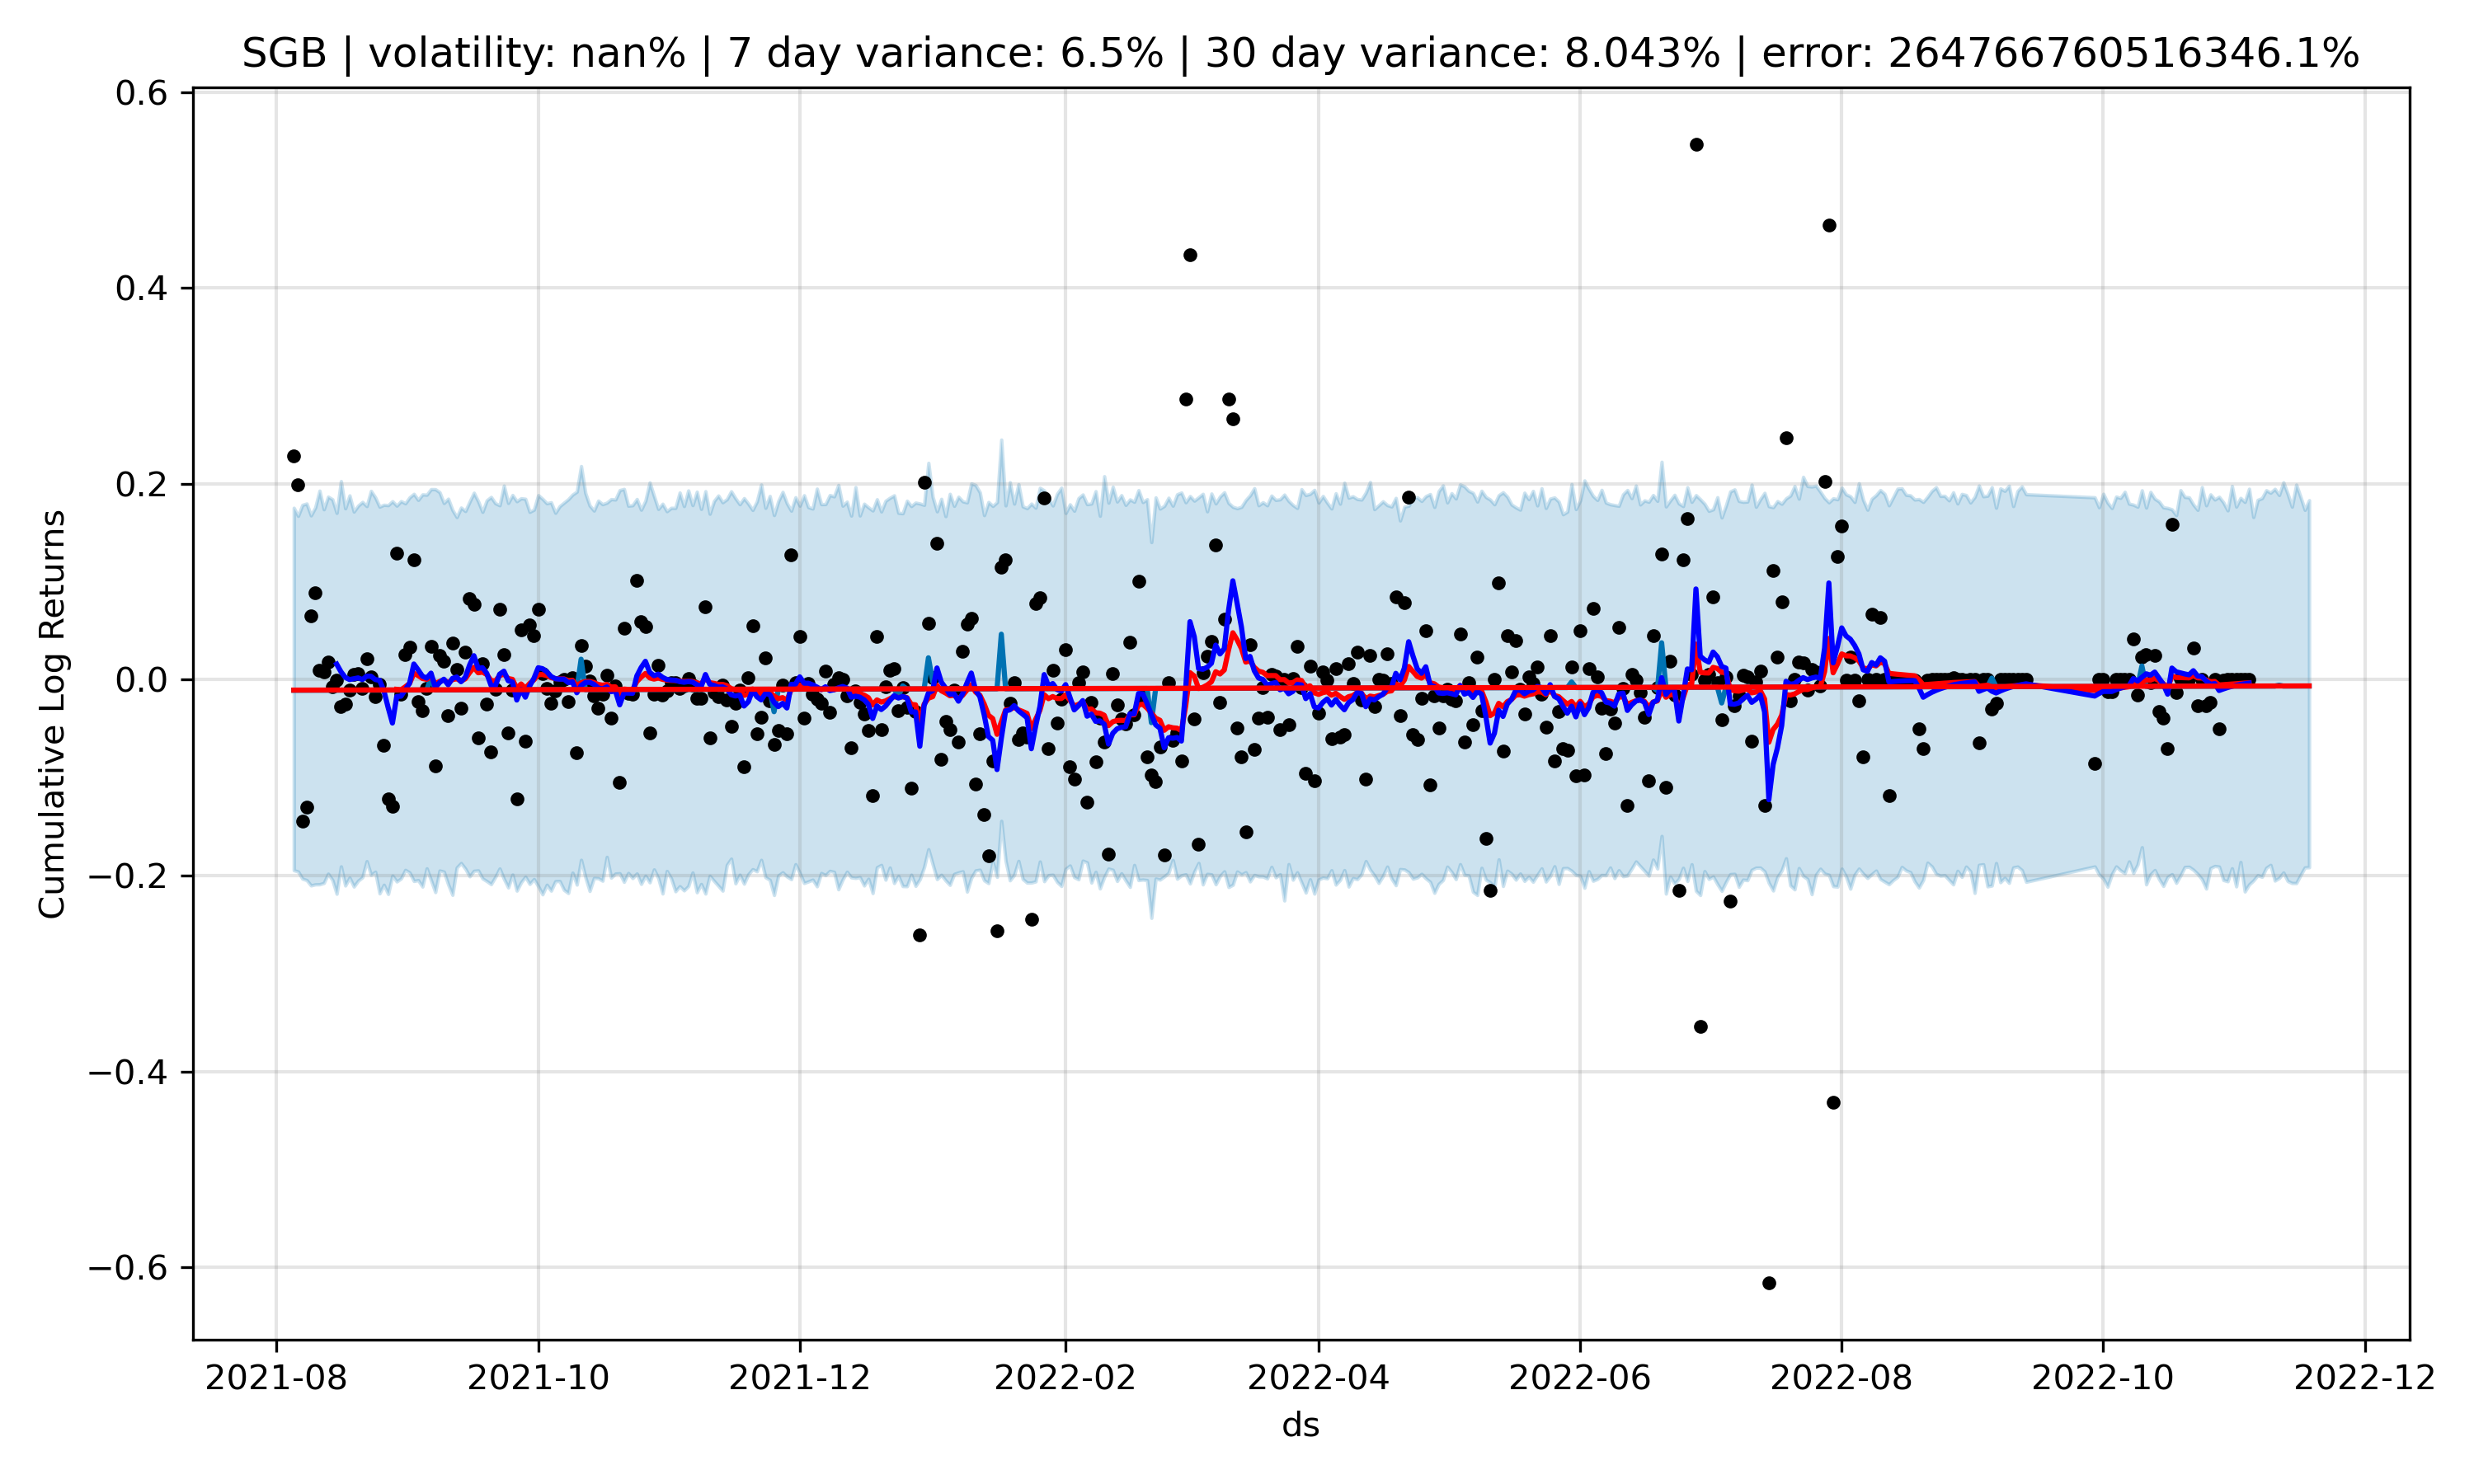 SGB | volatility: nan% | 7 day variance: 6.5% | 30 day variance: 8.043% | error: 264766760516346.1%
0.6
0.4
0.2
0.0
−0.2
−0.4
−0.6
Cumulative Log Returns
2021-08 2021-10 2021-12 2022-02 2022-04 2022-06 2022-08 2022-10 2022-12
ds